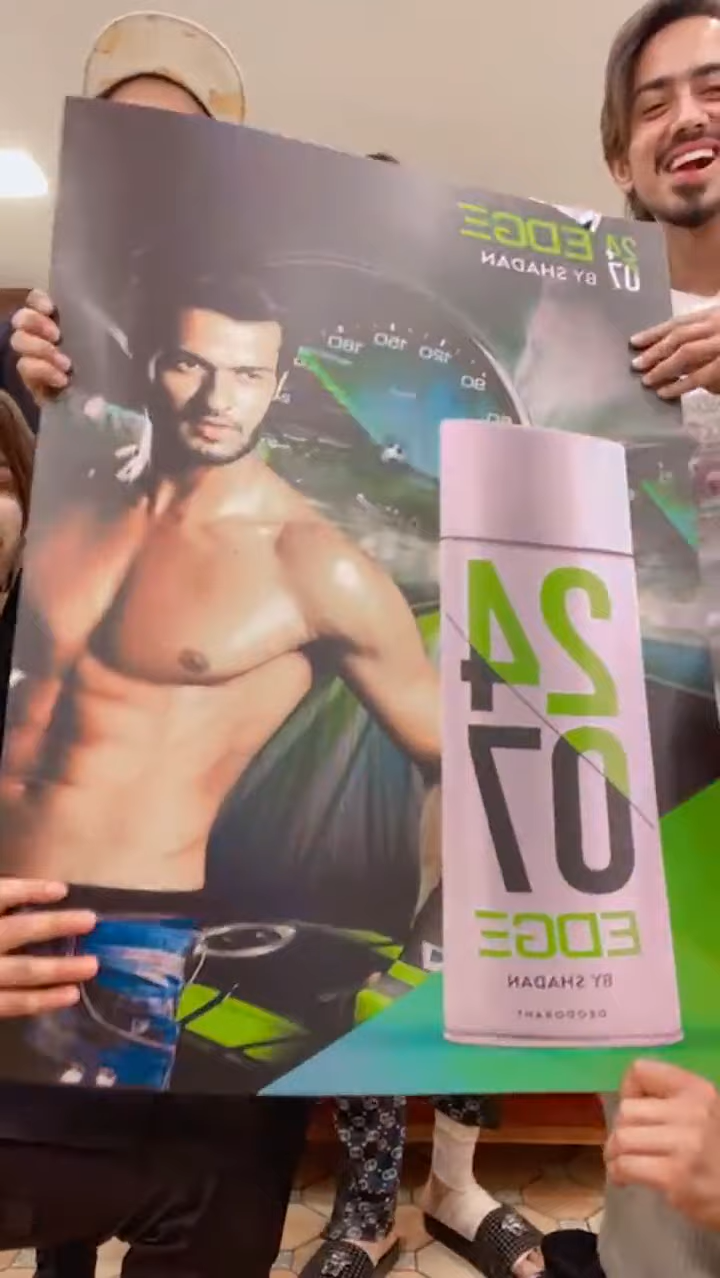 24 EDGE
07 BY SHADAN
180 150 120 90
24
07
EDGE
BY SHADAN
DEODORANT